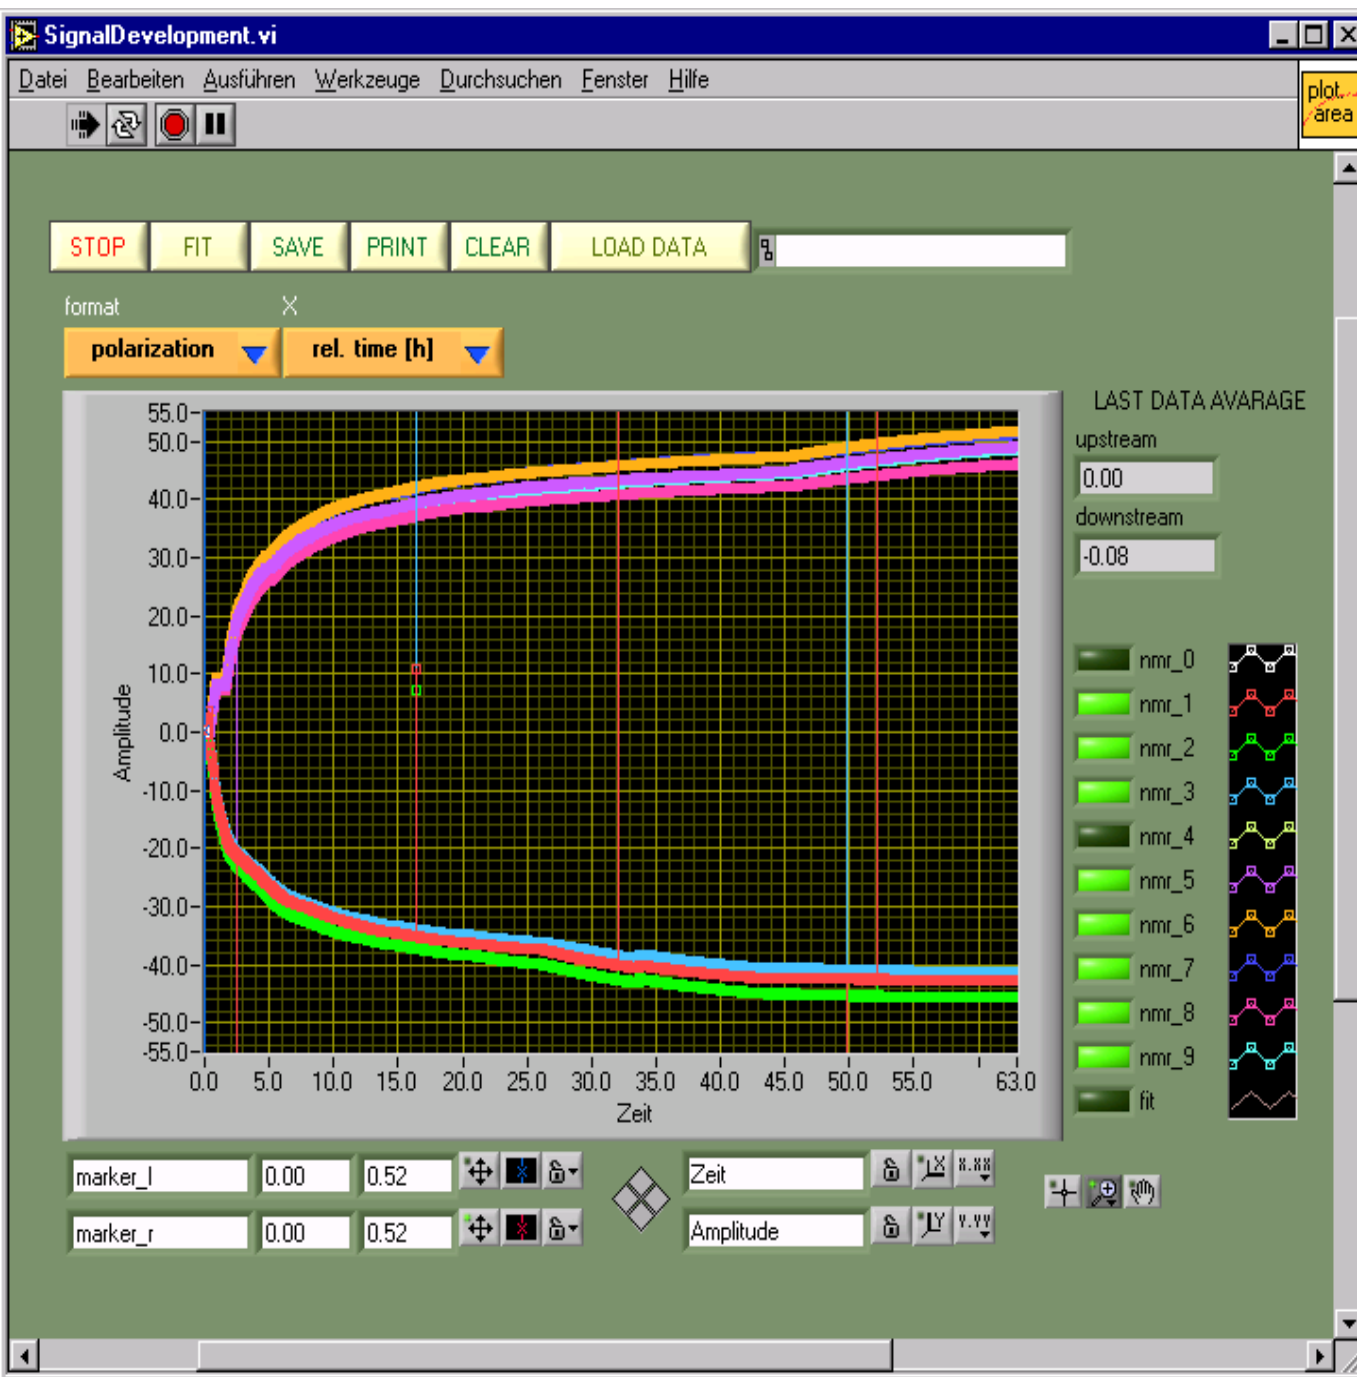 SignalDevelopment.vi
Datei Bearbeiten Ausführen Werkzeuge Durchsuchen Fenster Hilfe
plot
area
STOP FIT SAVE PRINT CLEAR LOAD DATA
format X
polarization rel. time [h]
LAST DATA AVARAGE
upstream
0.00
downstream
-0.08
55.0
50.0
40.0
30.0
20.0
10.0
0.0
-10.0
-20.0
-30.0
-40.0
-50.0
-55.0
Amplitude
0.0 5.0 10.0 15.0 20.0 25.0 30.0 35.0 40.0 45.0 50.0 55.0 63.0
Zeit
nmr_0
nmr_1
nmr_2
nmr_3
nmr_4
nmr_5
nmr_6
nmr_7
nmr_8
nmr_9
fit
marker_l 0.00 0.52 Zeit X 8.88
marker_r 0.00 0.52 Amplitude Y Y.YY